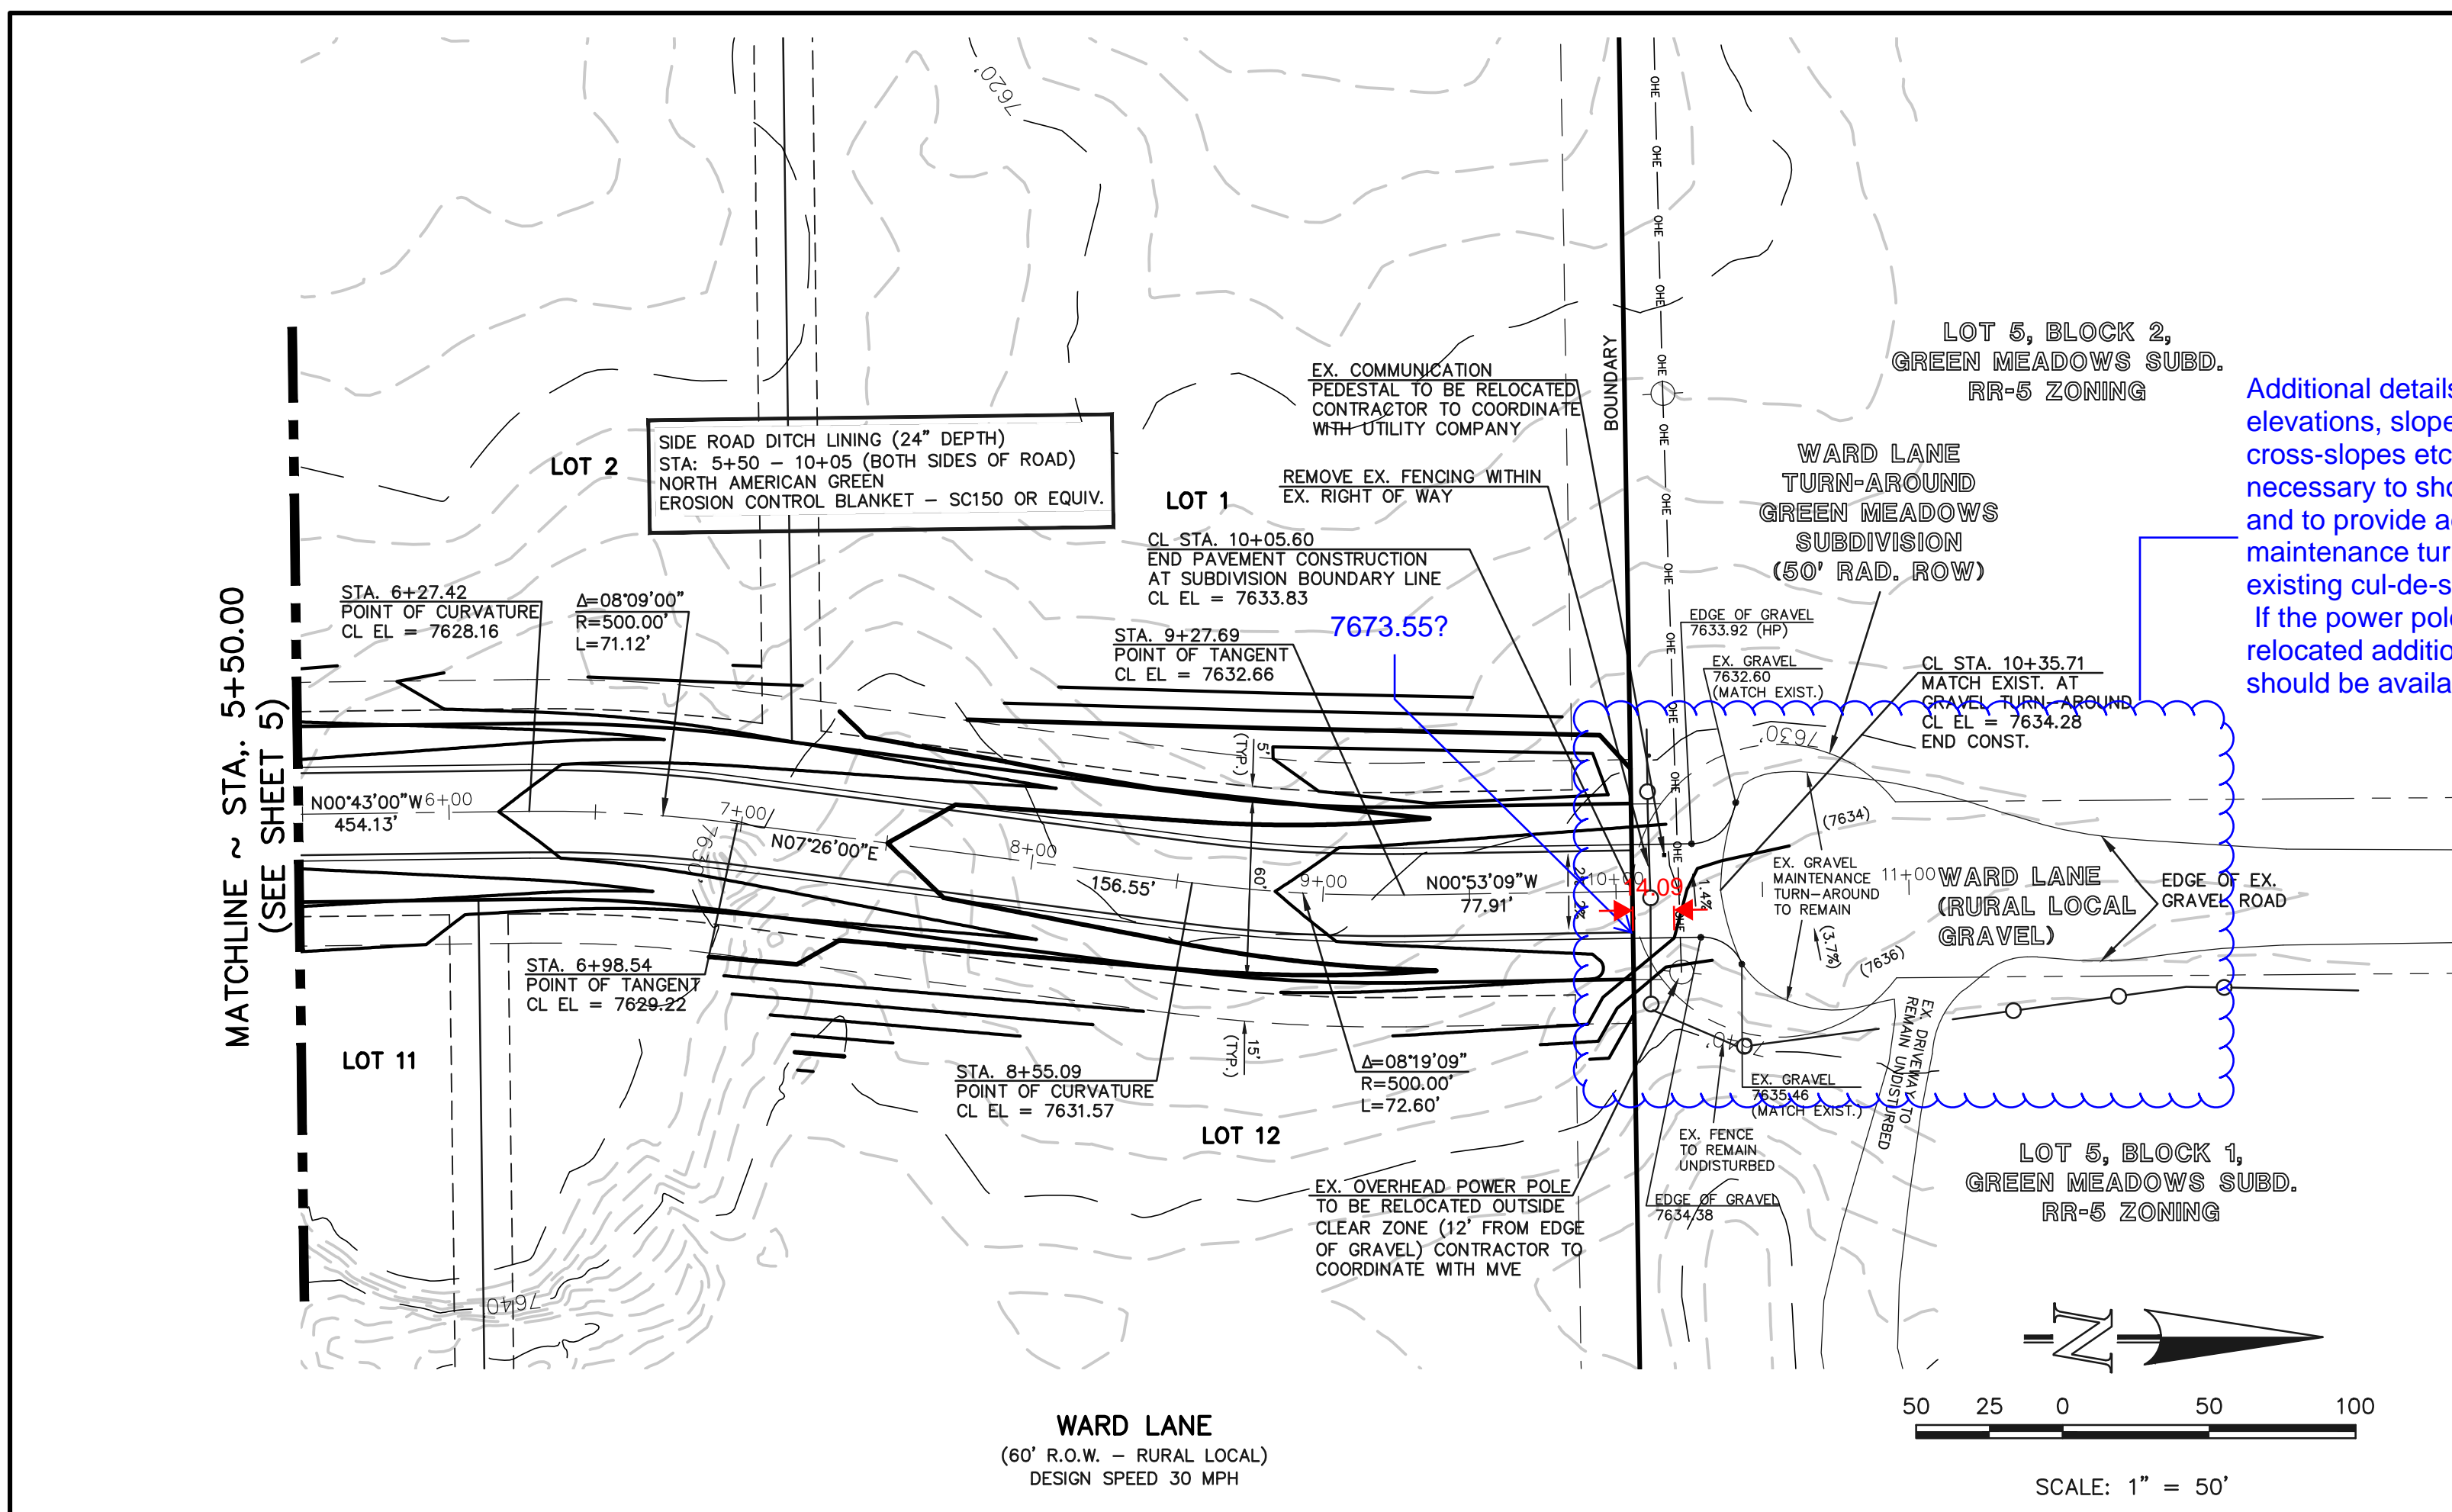 7620'
LOT 5, BLOCK 2,
GREEN MEADOWS SUBD.
RR-5 ZONING
Additional details
cross-slopes etc
necessary to sho
existing cul-de-s
should be availa
EX. COMMUNICATION
PEDESTAL TO BE RELOCATED
CONTRACTOR TO COORDINATE
WITH UTILITY COMPANY
BOUNDARY
OHE OHE OHE OHE OHE OHE OHE OHE OHE OHE OHE OHE
SIDE ROAD DITCH LINING (24" DEPTH)
STA: 5+50 – 10+05 (BOTH SIDES OF ROAD)
NORTH AMERICAN GREEN
EROSION CONTROL BLANKET – SC150 OR EQUIV.
LOT 2
LOT 1
REMOVE EX. FENCING WITHIN
EX. RIGHT OF WAY
WARD LANE
TURN-AROUND
GREEN MEADOWS
SUBDIVISION
(50' RAD. ROW)
CL STA. 10+05.60
END PAVEMENT CONSTRUCTION
AT SUBDIVISION BOUNDARY LINE
CL EL = 7633.83
7673.55?
STA. 9+27.69
POINT OF TANGENT
CL EL = 7632.66
EDGE OF GRAVEL
7633.92 (HP)
EX. GRAVEL
7632.60
(MATCH EXIST.)
CL STA. 10+35.71
MATCH EXIST. AT
GRAVEL TURN-AROUND
CL EL = 7634.28
END CONST.
MATCHLINE ~ STA,. 5+50.00
(SEE SHEET 5)
STA. 6+27.42
POINT OF CURVATURE
CL EL = 7628.16
Δ=08°09'00"
R=500.00'
L=71.12'
N00°43'00"W
454.13'
6+00
7+00
7630'
N07°26'00"E
8+00
156.55'
5'
(TYP.)
60'
9+00
N00°53'09"W
77.91'
2%
10+00
14.09
1.4%
7630'
(7634)
EX. GRAVEL
MAINTENANCE
TURN-AROUND
TO REMAIN
(3.7%)
(7636)
11+00
WARD LANE
(RURAL LOCAL
GRAVEL)
EDGE OF EX.
GRAVEL ROAD
STA. 6+98.54
POINT OF TANGENT
CL EL = 7629.22
LOT 11
STA. 8+55.09
POINT OF CURVATURE
CL EL = 7631.57
15'
(TYP.)
Δ=08°19'09"
R=500.00'
L=72.60'
LOT 12
7640'
EX. GRAVEL
7635.46
(MATCH EXIST.)
EX. DRIVEWAY TO
REMAIN UNDISTURBED
EX. FENCE
TO REMAIN
UNDISTURBED
EDGE OF GRAVEL
7634.38
EX. OVERHEAD POWER POLE
TO BE RELOCATED OUTSIDE
CLEAR ZONE (12' FROM EDGE
OF GRAVEL) CONTRACTOR TO
COORDINATE WITH MVE
LOT 5, BLOCK 1,
GREEN MEADOWS SUBD.
RR-5 ZONING
7640
N
WARD LANE
(60' R.O.W. – RURAL LOCAL)
DESIGN SPEED 30 MPH
50 25 0 50 100
SCALE: 1" = 50'